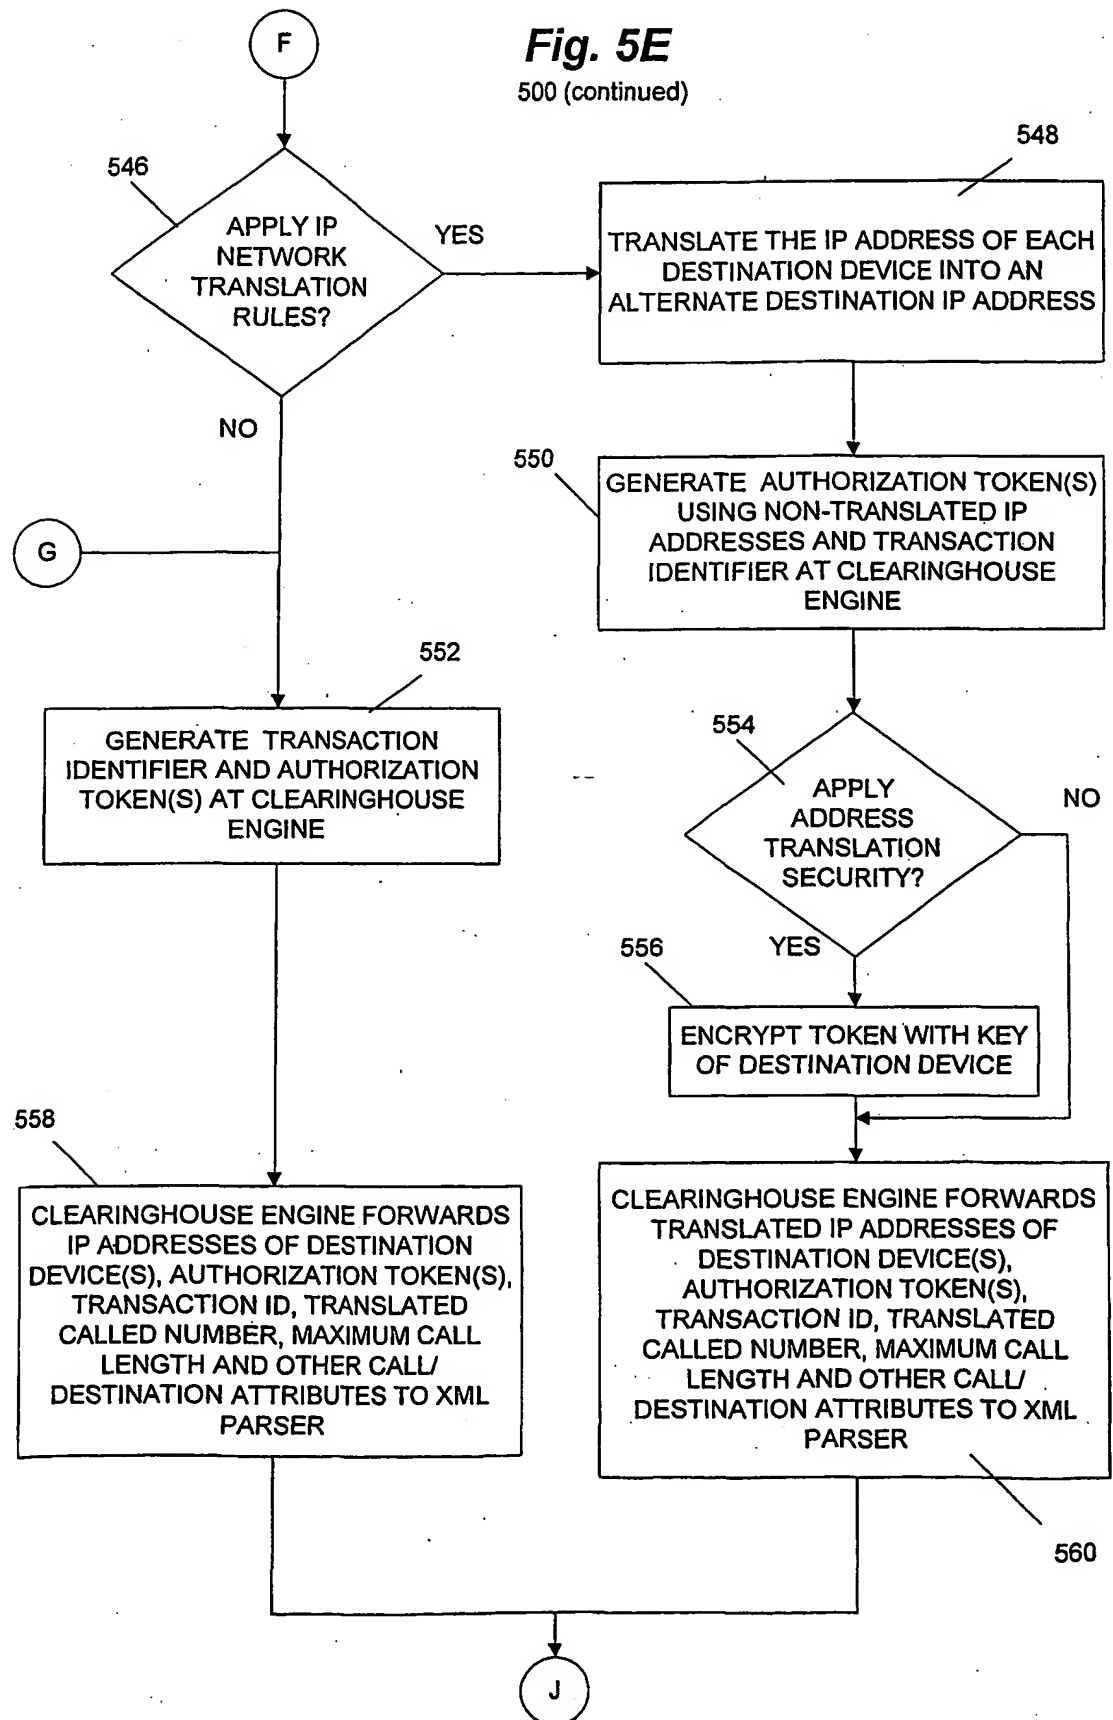 F
Fig. 5E
500 (continued)
546
APPLY IP
NETWORK
TRANSLATION
RULES?
YES
NO
548
TRANSLATE THE IP ADDRESS OF EACH
DESTINATION DEVICE INTO AN
ALTERNATE DESTINATION IP ADDRESS
550
GENERATE AUTHORIZATION TOKEN(S)
USING NON-TRANSLATED IP
ADDRESSES AND TRANSACTION
IDENTIFIER AT CLEARINGHOUSE
ENGINE
G
552
GENERATE TRANSACTION
IDENTIFIER AND AUTHORIZATION
TOKEN(S) AT CLEARINGHOUSE
ENGINE
554
APPLY
ADDRESS
TRANSLATION
SECURITY?
NO
YES
556
ENCRYPT TOKEN WITH KEY
OF DESTINATION DEVICE
558
CLEARINGHOUSE ENGINE FORWARDS
IP ADDRESSES OF DESTINATION
DEVICE(S), AUTHORIZATION TOKEN(S),
TRANSACTION ID, TRANSLATED
CALLED NUMBER, MAXIMUM CALL
LENGTH AND OTHER CALL/
DESTINATION ATTRIBUTES TO XML
PARSER
CLEARINGHOUSE ENGINE FORWARDS
TRANSLATED IP ADDRESSES OF
DESTINATION DEVICE(S),
AUTHORIZATION TOKEN(S),
TRANSACTION ID, TRANSLATED
CALLED NUMBER, MAXIMUM CALL
LENGTH AND OTHER CALL/
DESTINATION ATTRIBUTES TO XML
PARSER
560
J